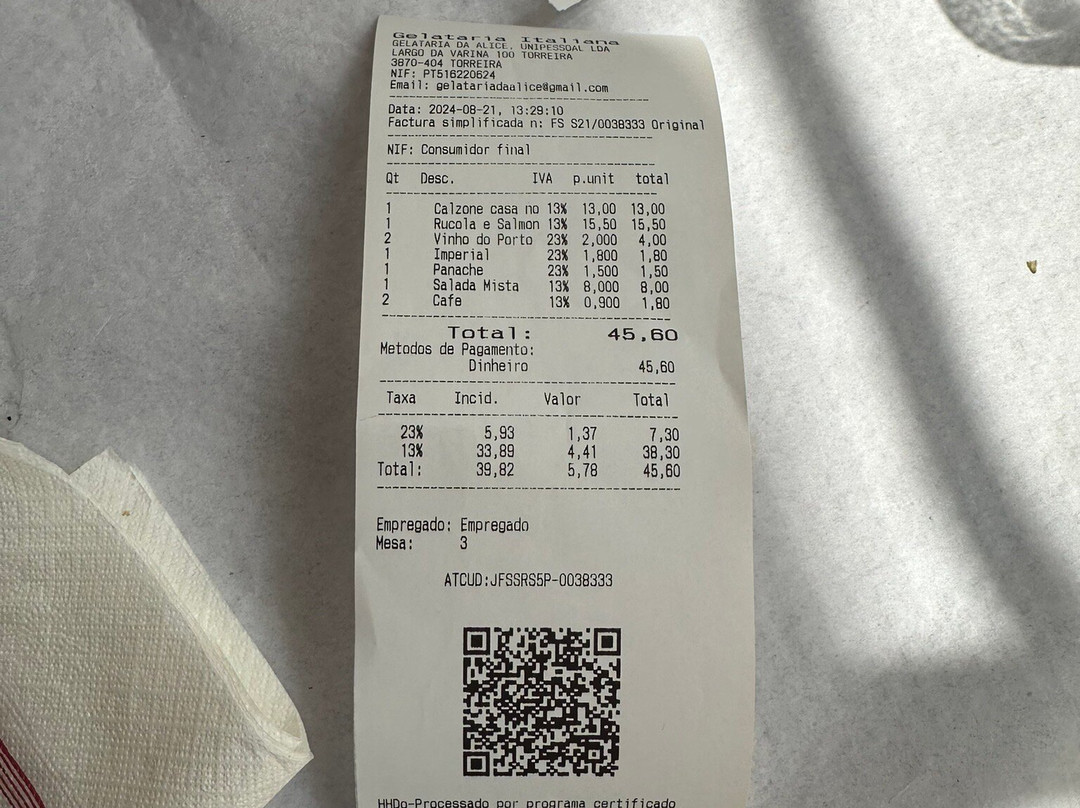 Gelataria Italiana
GELATARIA DA ALICE, UNIPESSOAL LDA
LARGO DA VARINA 100 TORREIRA
3870-404 TORREIRA
NIF: PT516220624
Email: gelatariadaalice@gmail.com
Data: 2024-08-21, 13:29:10
Factura simplificada n: FS S21/0038333 Original
NIF: Consumidor final
Qt Desc. IVA p.unit total
1 Calzone casa no 13% 13,00 13,00
1 Rucola e Salmon 13% 15,50 15,50
2 Vinho do Porto 23% 2,000 4,00
1 Imperial 23% 1,800 1,80
1 Panache 23% 1,500 1,50
1 Salada Mista 13% 8,000 8,00
2 Cafe 13% 0,900 1,80
Total: 45,60
Metodos de Pagamento:
Dinheiro 45,60
Taxa Incid. Valor Total
23% 5,93 1,37 7,30
13% 33,89 4,41 38,30
Total: 39,82 5,78 45,60
Empregado: Empregado
Mesa: 3
ATCUD:JFSSRS5P-0038333
HHDo-Processado por programa certificado